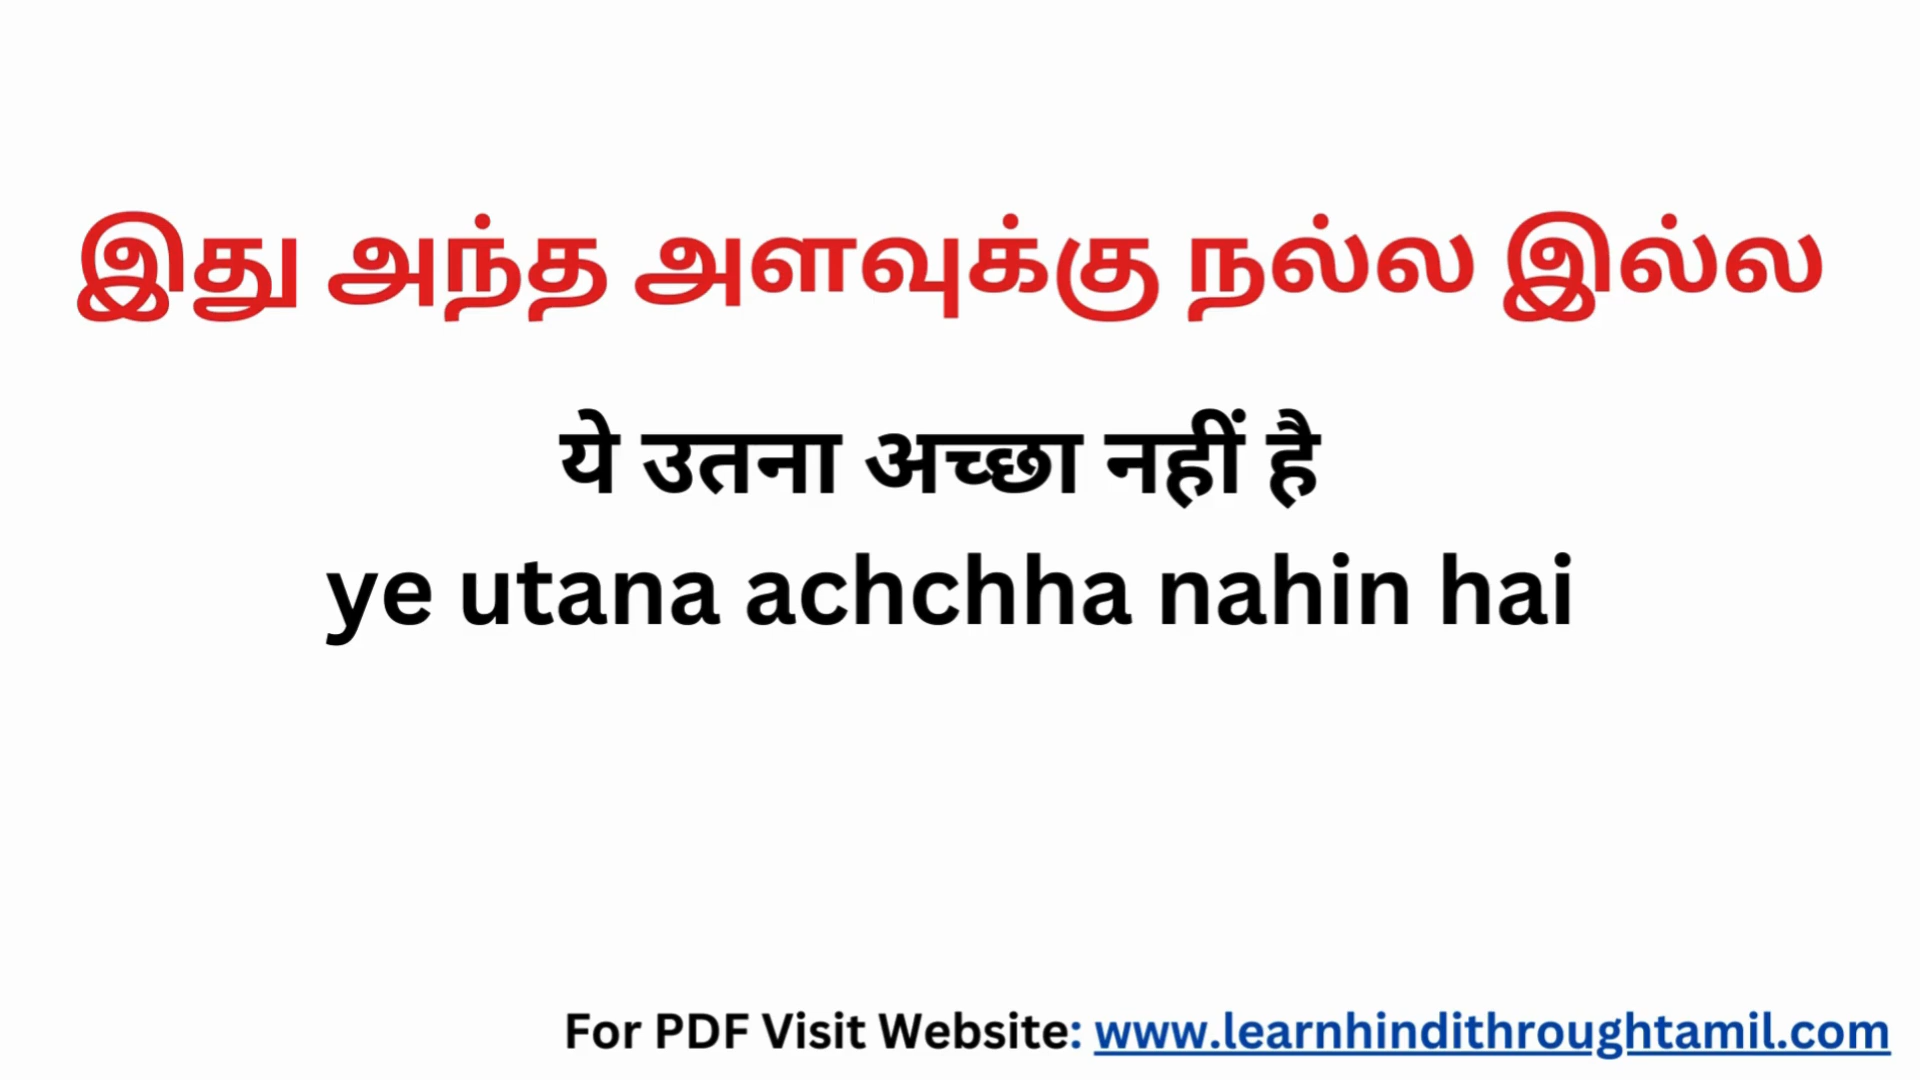 இது அந்த அளவுக்கு நல்ல இல்ல
ये उतना अच्छा नहीं है
ye utana achchha nahin hai
For PDF Visit Website: www.learnhindithroughtamil.com